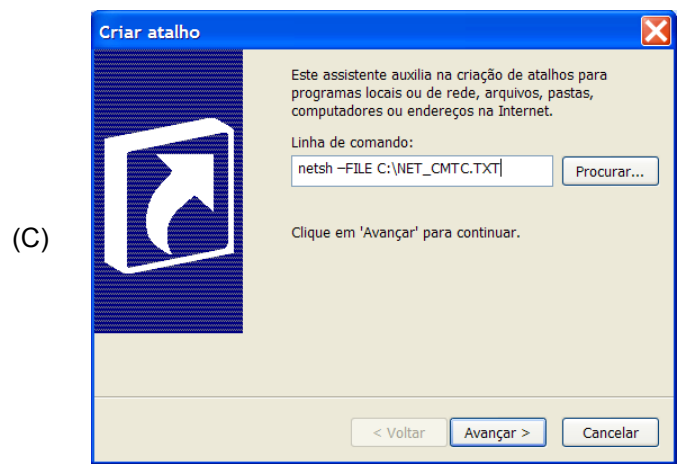 Criar atalho
Este assistente auxilia na criação de atalhos para
programas locais ou de rede, arquivos, pastas,
computadores ou endereços na Internet.
Linha de comando:
netsh –FILE C:\NET_CMTC.TXT
Procurar...
(C)
Clique em 'Avançar' para continuar.
< Voltar
Avançar >
Cancelar